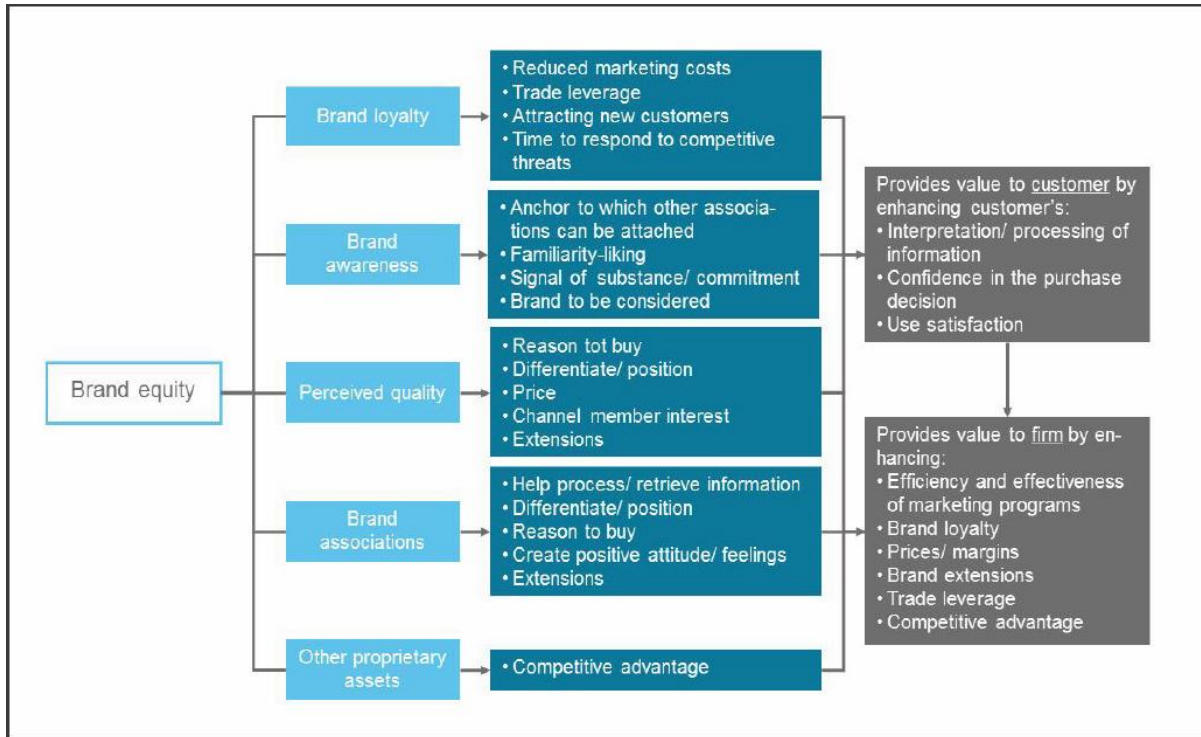 Brand equity
Brand loyalty
• Reduced marketing costs
• Trade leverage
• Attracting new customers
• Time to respond to competitive
threats
Brand
awareness
• Anchor to which other associa-
tions can be attached
• Familiarity-liking
• Signal of substance/ commitment
• Brand to be considered
Perceived quality
• Reason tot buy
• Differentiate/ position
• Price
• Channel member interest
• Extensions
Brand
associations
• Help process/ retrieve information
• Differentiate/ position
• Reason to buy
• Create positive attitude/ feelings
• Extensions
Other proprietary
assets
• Competitive advantage
Provides value to customer by
enhancing customer's:
• Interpretation/ processing of
information
• Confidence in the purchase
decision
• Use satisfaction
Provides value to firm by en-
hancing:
• Efficiency and effectiveness
of marketing programs
• Brand loyalty
• Prices/ margins
• Brand extensions
• Trade leverage
• Competitive advantage